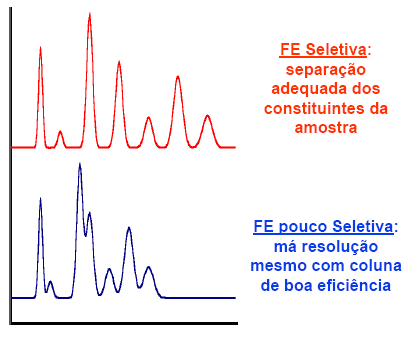 FE Seletiva:
separação
adequada dos
constituintes da
amostra
FE pouco Seletiva:
má resolução
mesmo com coluna
de boa eficiência